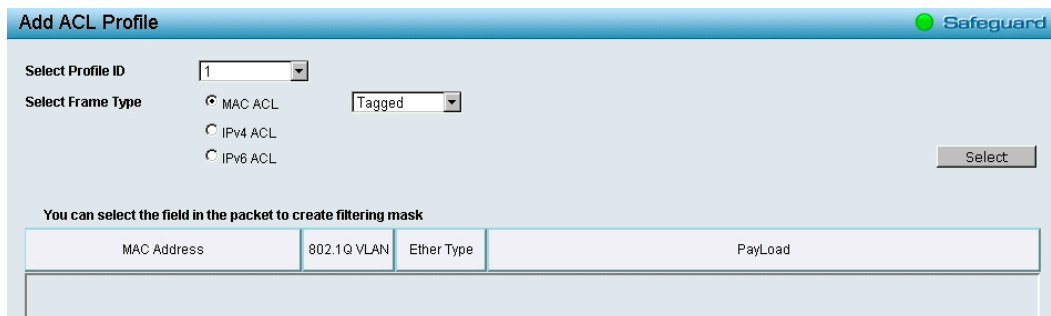 Add ACL Profile Safeguard
Select Profile ID 1
Select Frame Type MAC ACL Tagged
IPv4 ACL
IPv6 ACL
Select
You can select the field in the packet to create filtering mask
MAC Address 802.1Q VLAN Ether Type PayLoad